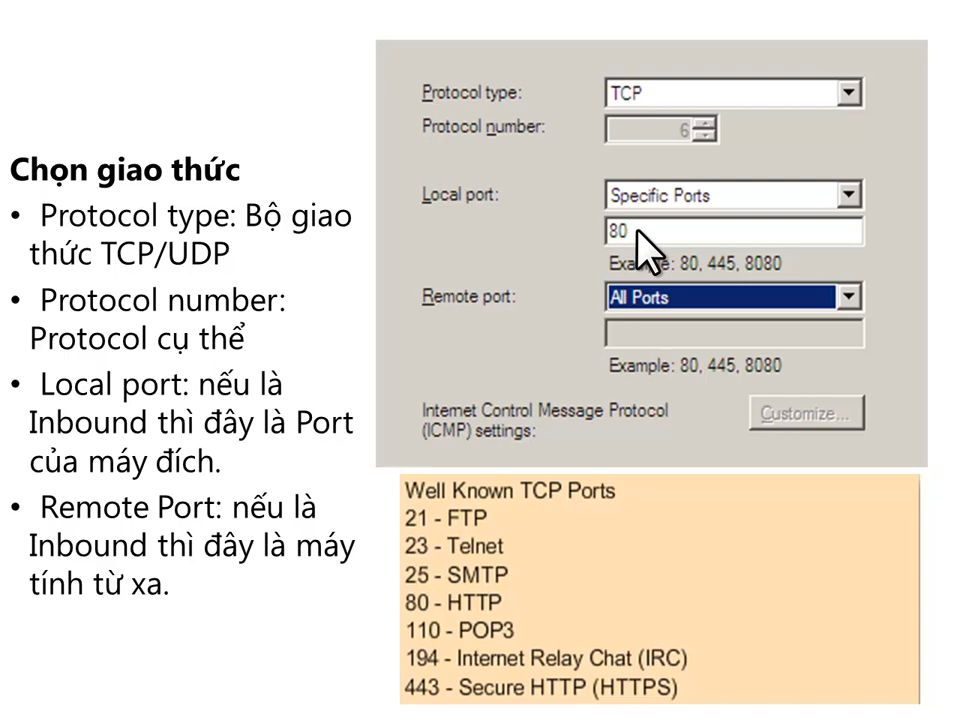 Chọn giao thức
• Protocol type: Bộ giao
thức TCP/UDP
• Protocol number:
Protocol cụ thể
• Local port: nếu là
Inbound thì đây là Port
của máy đích.
• Remote Port: nếu là
Inbound thì đây là máy
tính từ xa.
Protocol type: TCP
Protocol number: 6
Local port: Specific Ports
80
Example: 80, 445, 8080
Remote port: All Ports
Example: 80, 445, 8080
Internet Control Message Protocol
(ICMP) settings:
Customize...
Well Known TCP Ports
21 - FTP
23 - Telnet
25 - SMTP
80 - HTTP
110 - POP3
194 - Internet Relay Chat (IRC)
443 - Secure HTTP (HTTPS)